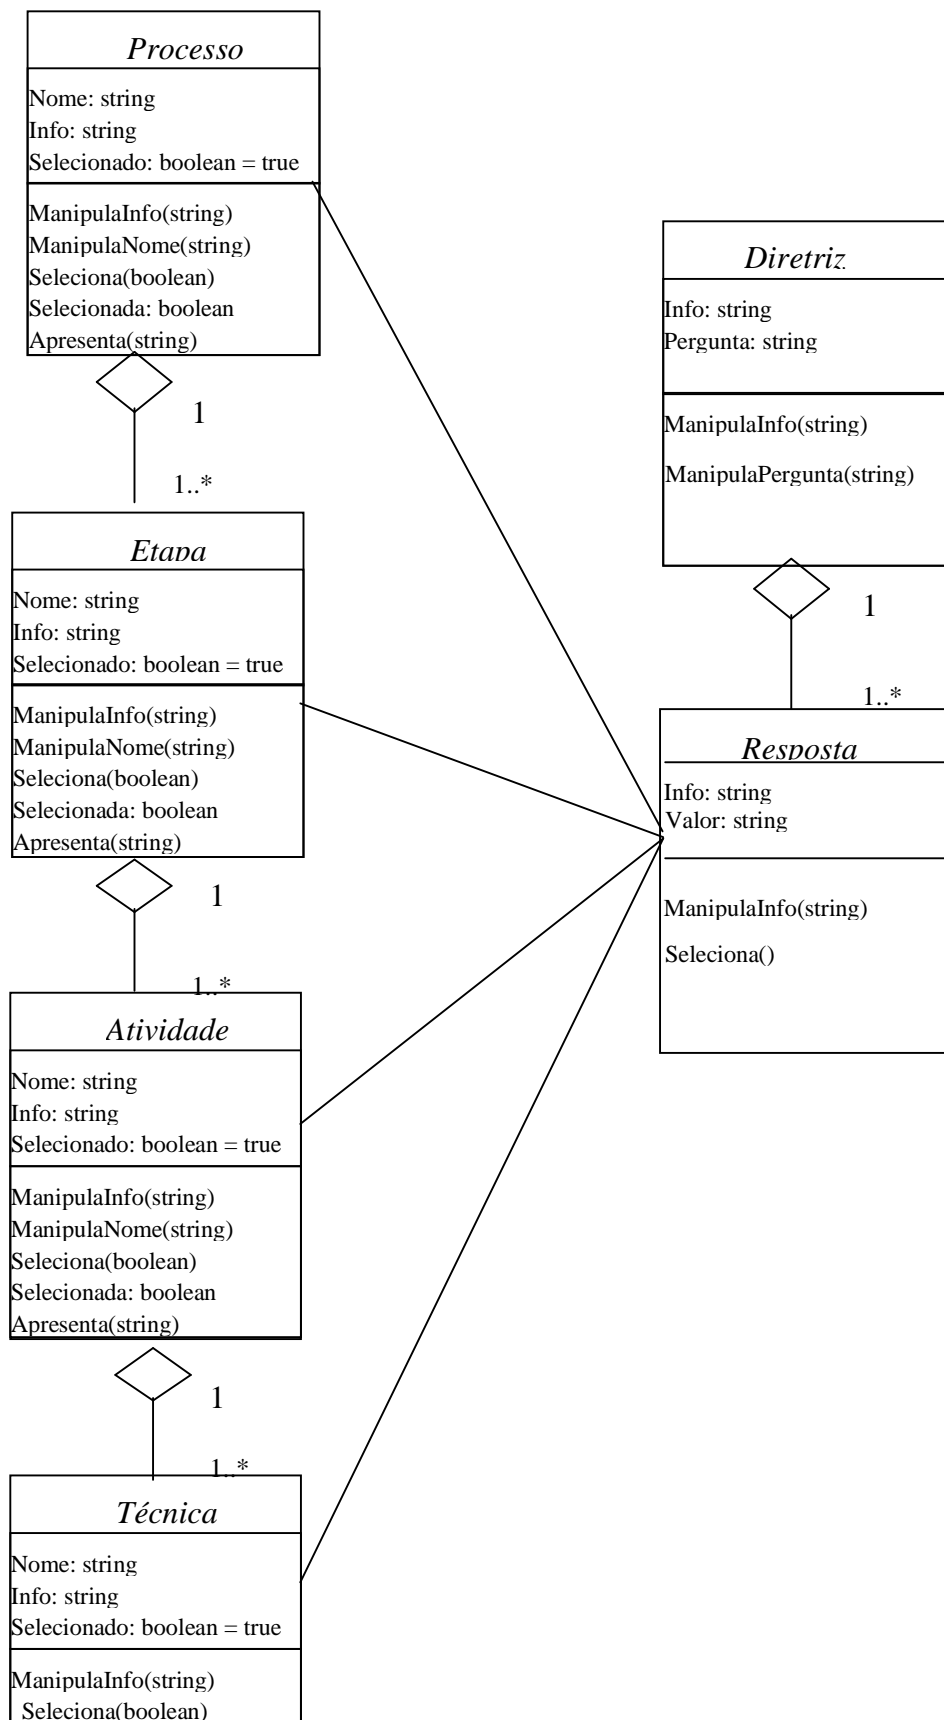 Processo
Nome: string
Info: string
Selecionado: boolean = true
ManipulaInfo(string)
ManipulaNome(string)
Seleciona(boolean)
Selecionada: boolean
Apresenta(string)
1
1..*
Etapa
Nome: string
Info: string
Selecionado: boolean = true
ManipulaInfo(string)
ManipulaNome(string)
Seleciona(boolean)
Selecionada: boolean
Apresenta(string)
1
1..*
Atividade
Nome: string
Info: string
Selecionado: boolean = true
ManipulaInfo(string)
ManipulaNome(string)
Seleciona(boolean)
Selecionada: boolean
Apresenta(string)
1
1..*
Técnica
Nome: string
Info: string
Selecionado: boolean = true
ManipulaInfo(string)
Seleciona(boolean)
Diretriz
Info: string
Pergunta: string
ManipulaInfo(string)
ManipulaPergunta(string)
1
1..*
Resposta
Info: string
Valor: string
ManipulaInfo(string)
Seleciona()